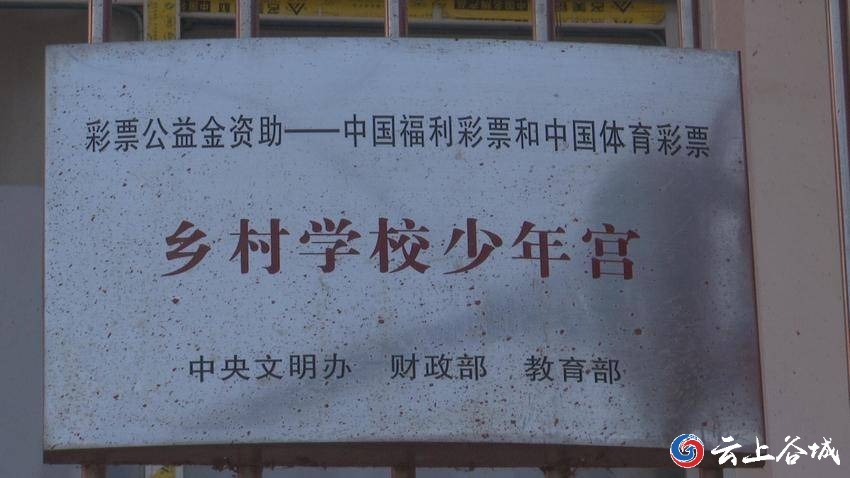 彩票公益金资助——中国福利彩票和中国体育彩票
乡村学校少年宫
中央文明办 财政部 教育部
云上谷城